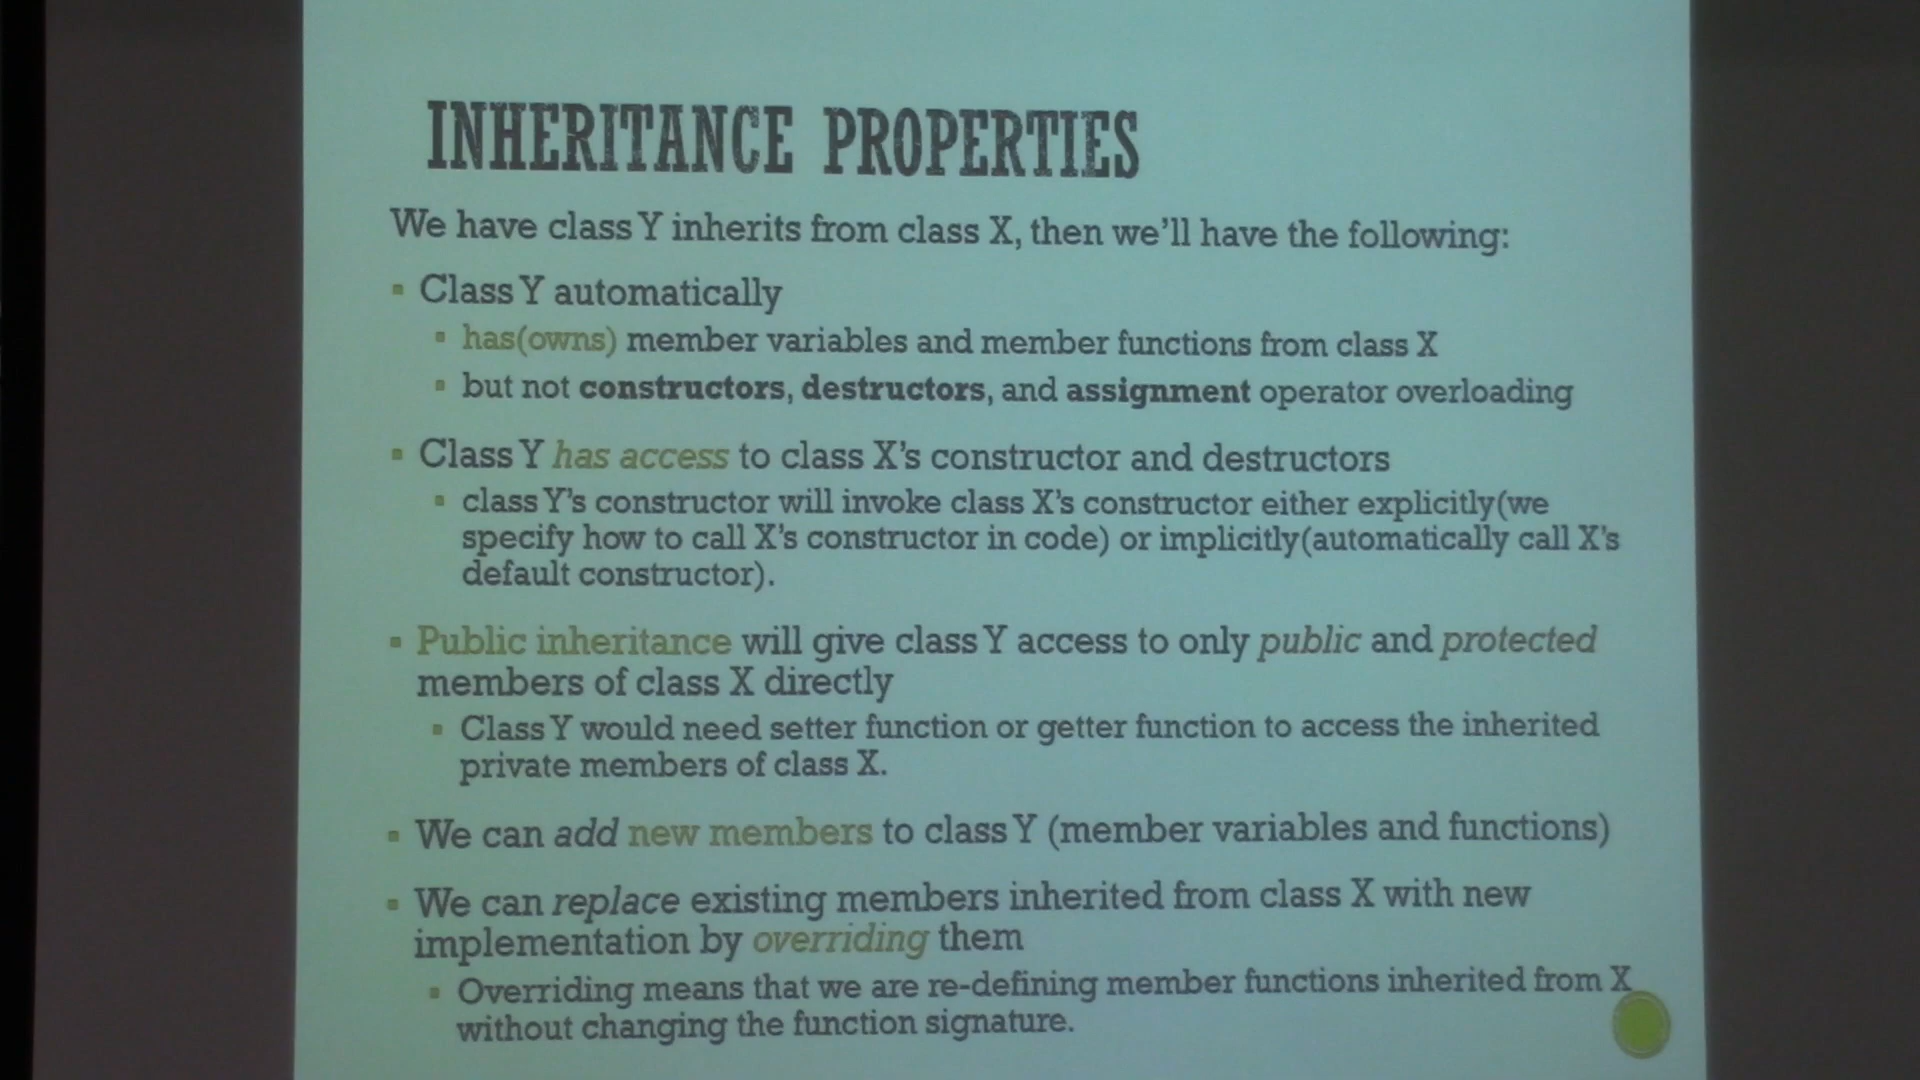 INHERITANCE PROPERTIES
We have class Y inherits from class X, then we'll have the following:
▪ Class Y automatically
▪ has(owns) member variables and member functions from class X
▪ but not constructors, destructors, and assignment operator overloading
▪ Class Y has access to class X's constructor and destructors
▪ class Y's constructor will invoke class X's constructor either explicitly(we
specify how to call X's constructor in code) or implicitly(automatically call X's
default constructor).
▪ Public inheritance will give class Y access to only public and protected
members of class X directly
▪ Class Y would need setter function or getter function to access the inherited
private members of class X.
▪ We can add new members to class Y (member variables and functions)
▪ We can replace existing members inherited from class X with new
implementation by overriding them
▪ Overriding means that we are re-defining member functions inherited from X
without changing the function signature.